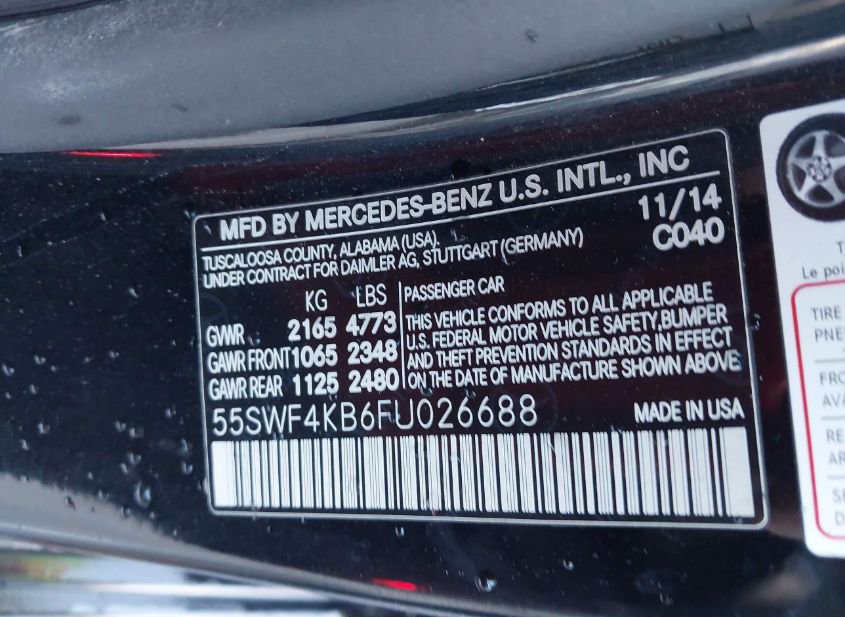 MFD BY MERCEDES-BENZ U.S. INTL., INC
TUSCALOOSA COUNTY, ALABAMA (USA), 11/14
UNDER CONTRACT FOR DAIMLER AG, STUTTGART (GERMANY) C040
KG LBS
GVWR 2165 4773
GAWR FRONT 1065 2348
GAWR REAR 1125 2480
PASSENGER CAR
THIS VEHICLE CONFORMS TO ALL APPLICABLE
U.S. FEDERAL MOTOR VEHICLE SAFETY,BUMPER
AND THEFT PREVENTION STANDARDS IN EFFECT
ON THE DATE OF MANUFACTURE SHOWN ABOVE
55SWF4KB6FU026688 MADE IN USA
Le
TIRE